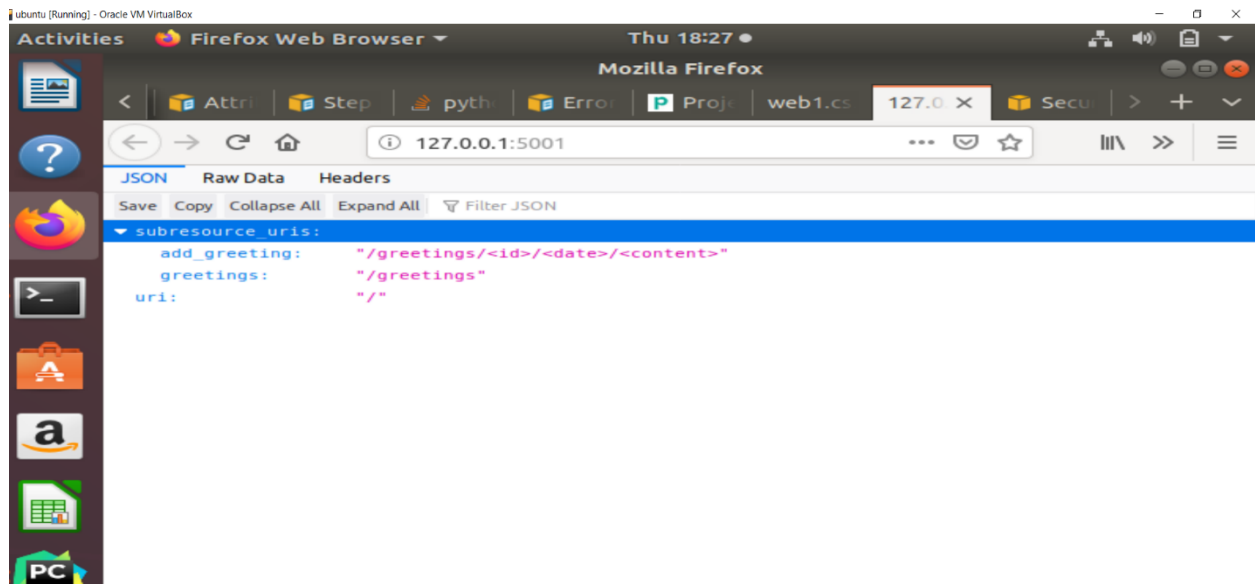 ubuntu [Running] - Oracle VM VirtualBox
Activities Firefox Web Browser Thu 18:27
Mozilla Firefox
Attri Step pyth Error Proj web1.cs 127.0 Secu
127.0.0.1:5001
JSON Raw Data Headers
Save Copy Collapse All Expand All Filter JSON
subresource_uris:
add_greeting: "/greetings/<id>/<date>/<content>"
greetings: "/greetings"
uri: "/"
A
a
PC